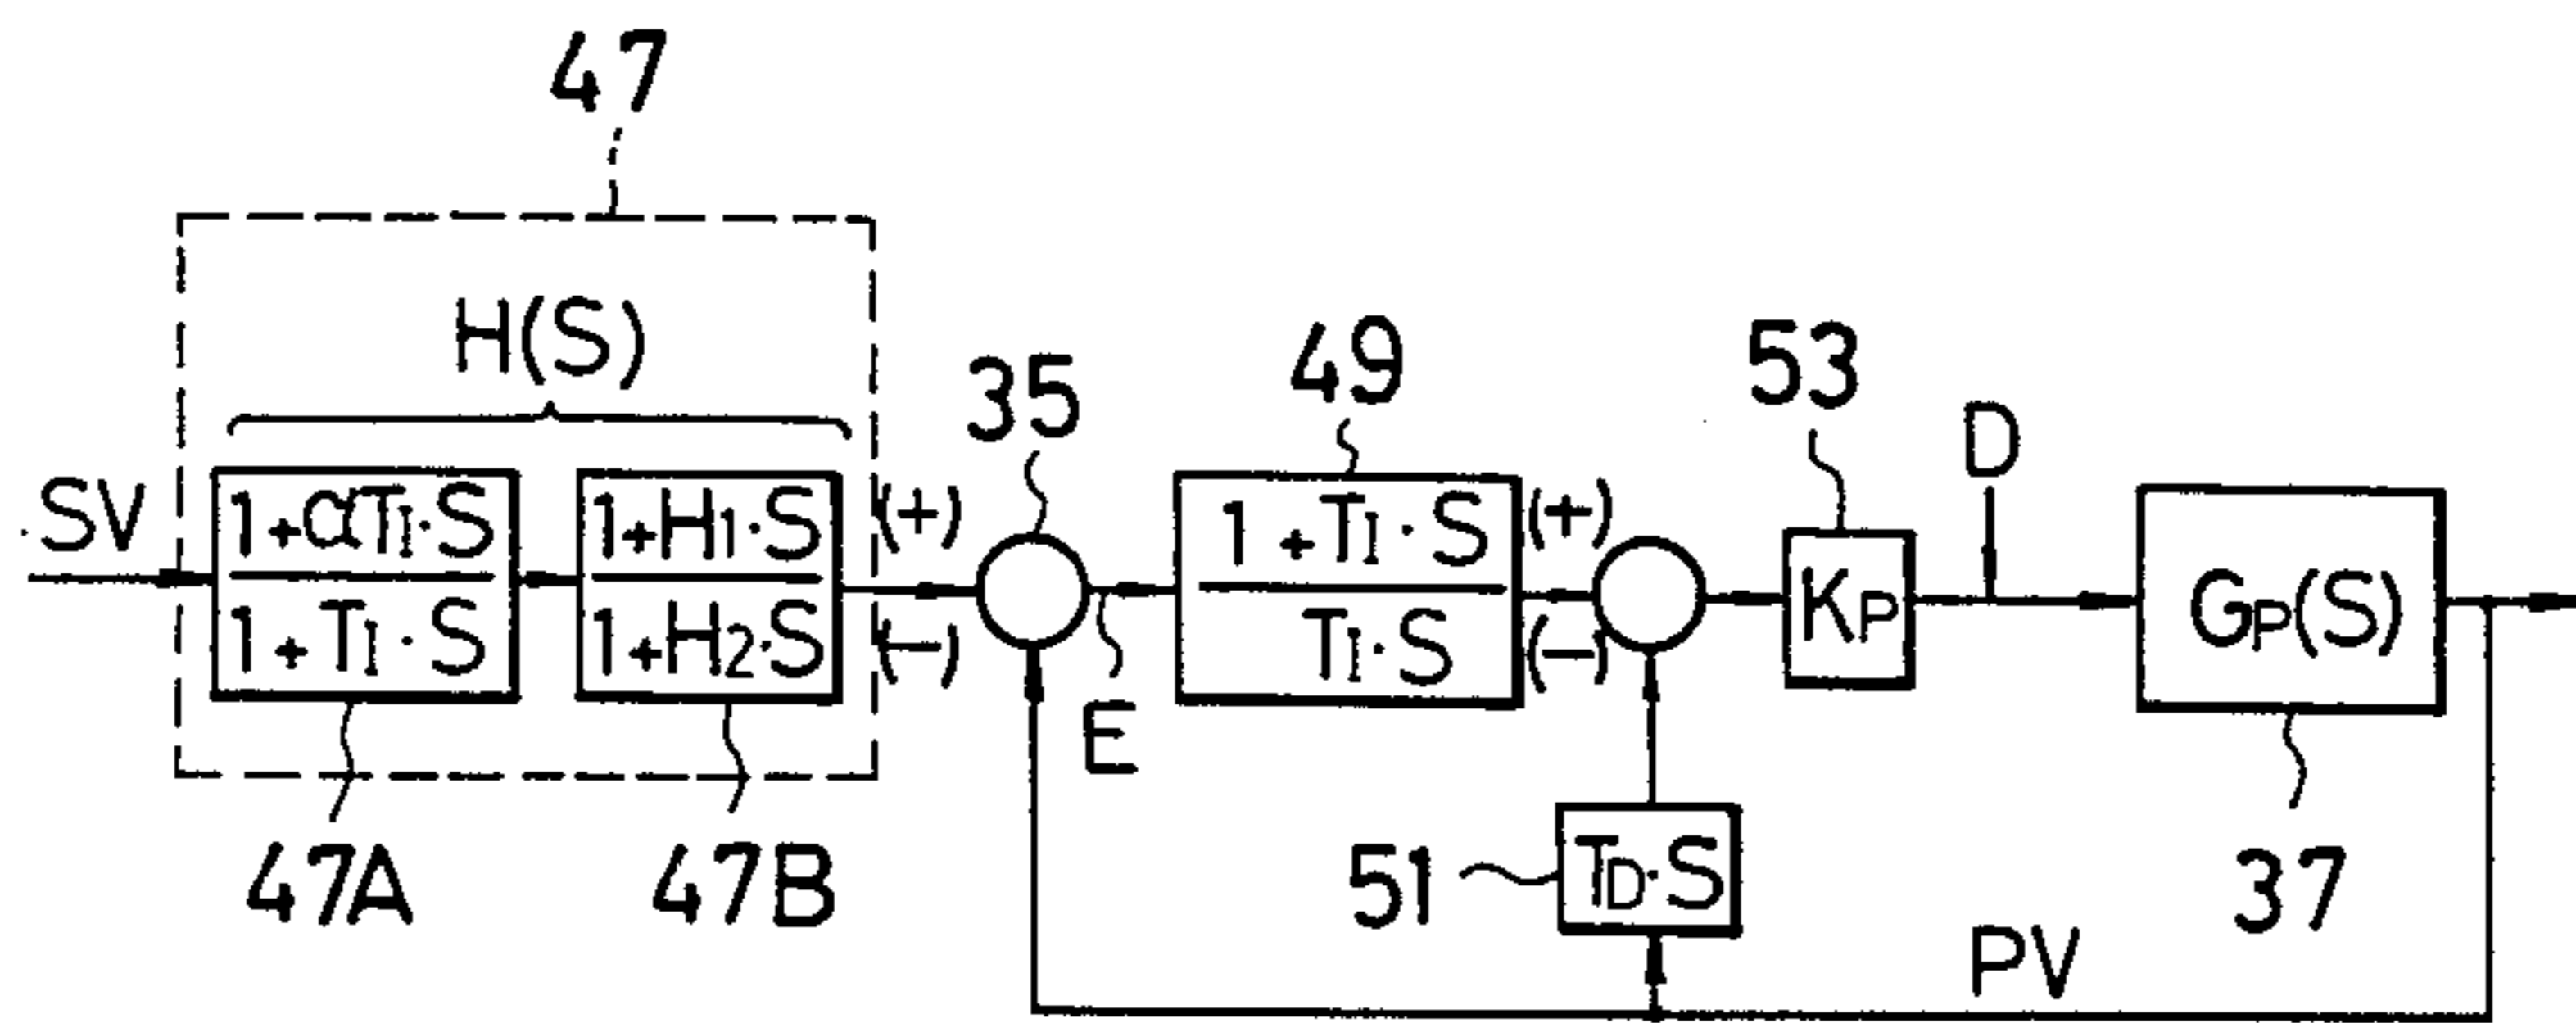 47
H(S)
35
49
53
D
SV
1+αTI·S
1+TI·S
1+H1·S
1+H2·S
(+)
(−)
E
1+TI·S
TI·S
(+)
(−)
KP
GP(S)
47A
47B
51
TD·S
PV
37